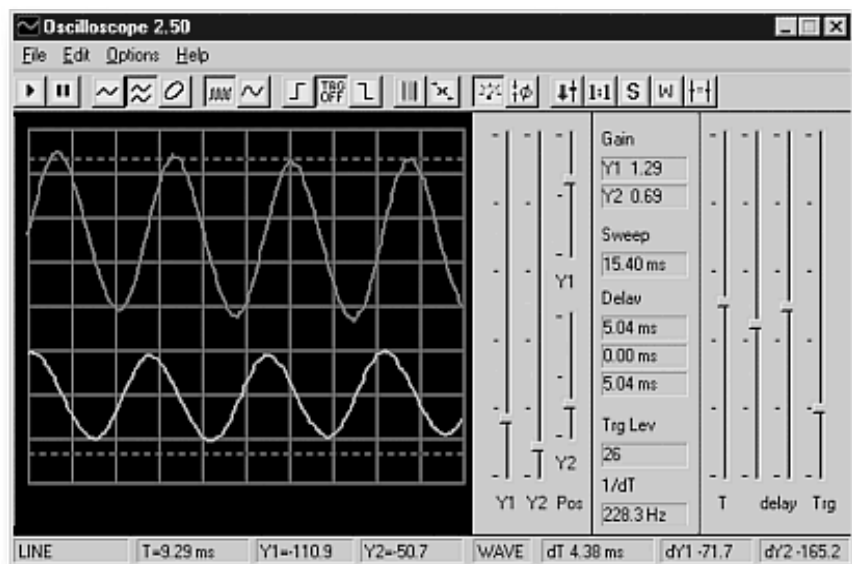 Oscilloscope 2.50
File Edit Options Help
TRG OFF 1:1 S W
Gain
Y1 1.29
Y2 0.69
Sweep
15.40 ms
Delay
5.04 ms
0.00 ms
5.04 ms
Trg Lev
26
1/dT
228.3 Hz
Y1
Y2
Y1 Y2 Pos
T delay Trg
LINE T=9.29 ms Y1=-110.9 Y2=-50.7 WAVE dT 4.38 ms dY1 -71.7 dY2 -165.2